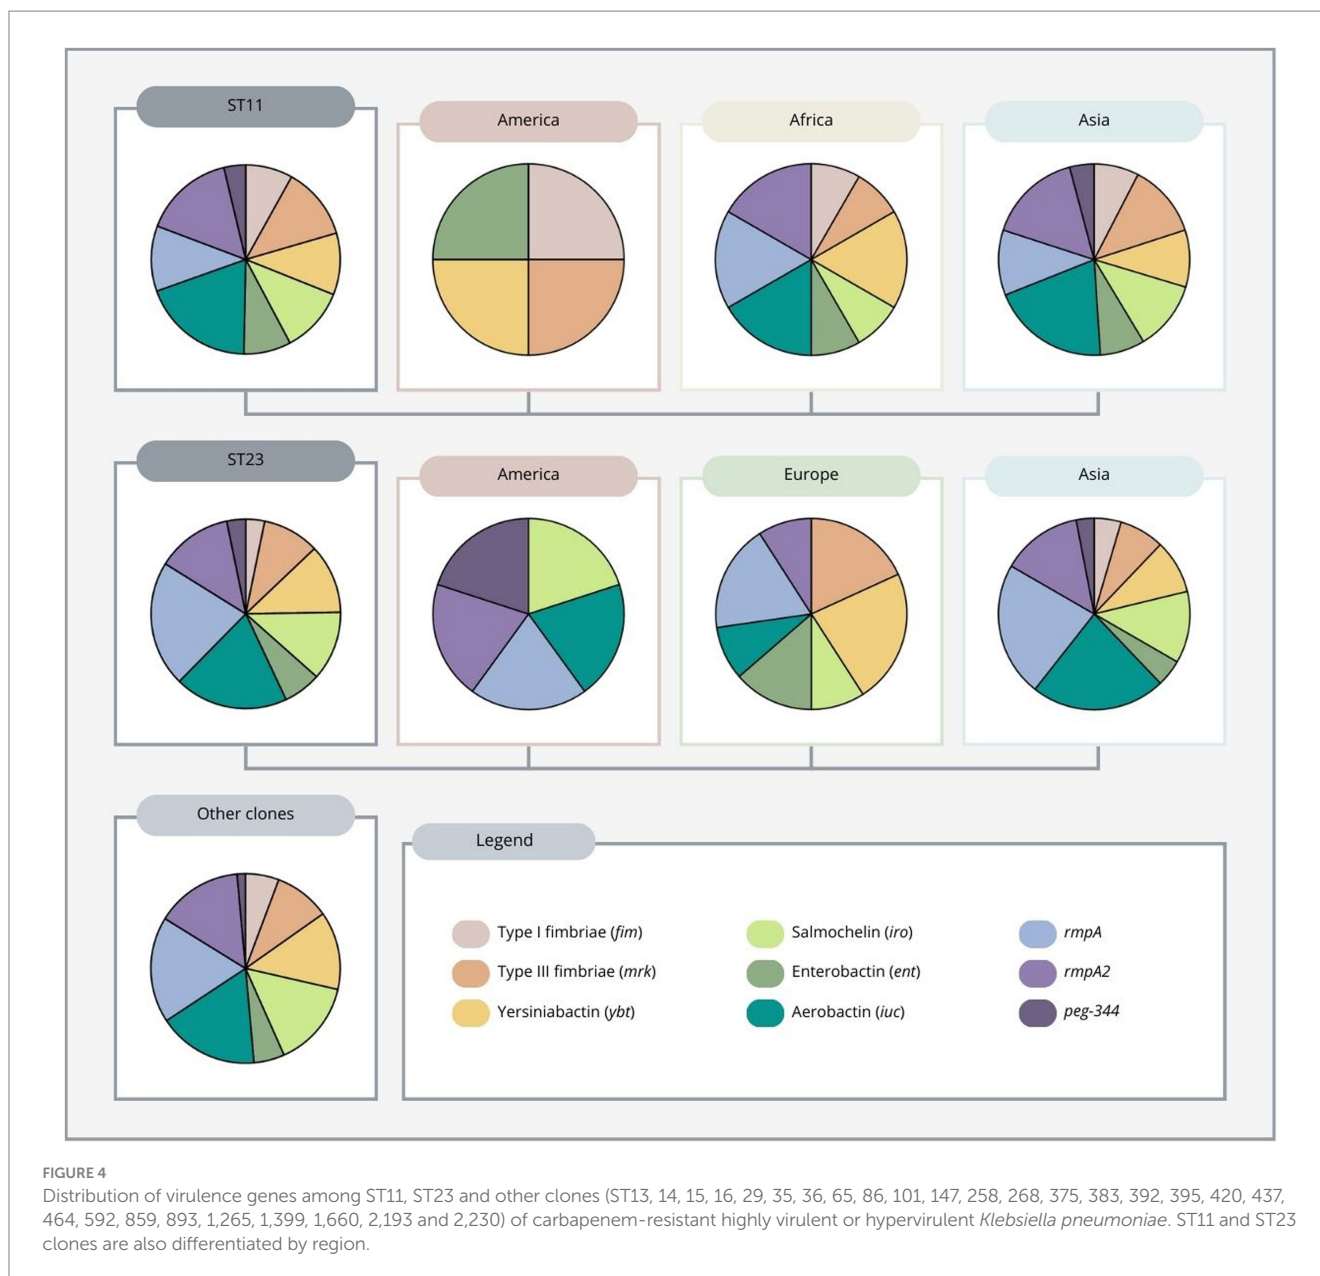 ST11
America
Africa
Asia
ST23
America
Europe
Asia
Other clones
Legend
Type I fimbriae (fim)
Salmochelin (iro)
rmpA
Type III fimbriae (mrk)
Enterobactin (ent)
rmpA2
Yersiniabactin (ybt)
Aerobactin (iuc)
peg-344
FIGURE 4
Distribution of virulence genes among ST11, ST23 and other clones (ST13, 14, 15, 16, 29, 35, 36, 65, 86, 101, 147, 258, 268, 375, 383, 392, 395, 420, 437,
464, 592, 859, 893, 1,265, 1,399, 1,660, 2,193 and 2,230) of carbapenem-resistant highly virulent or hypervirulent Klebsiella pneumoniae. ST11 and ST23
clones are also differentiated by region.